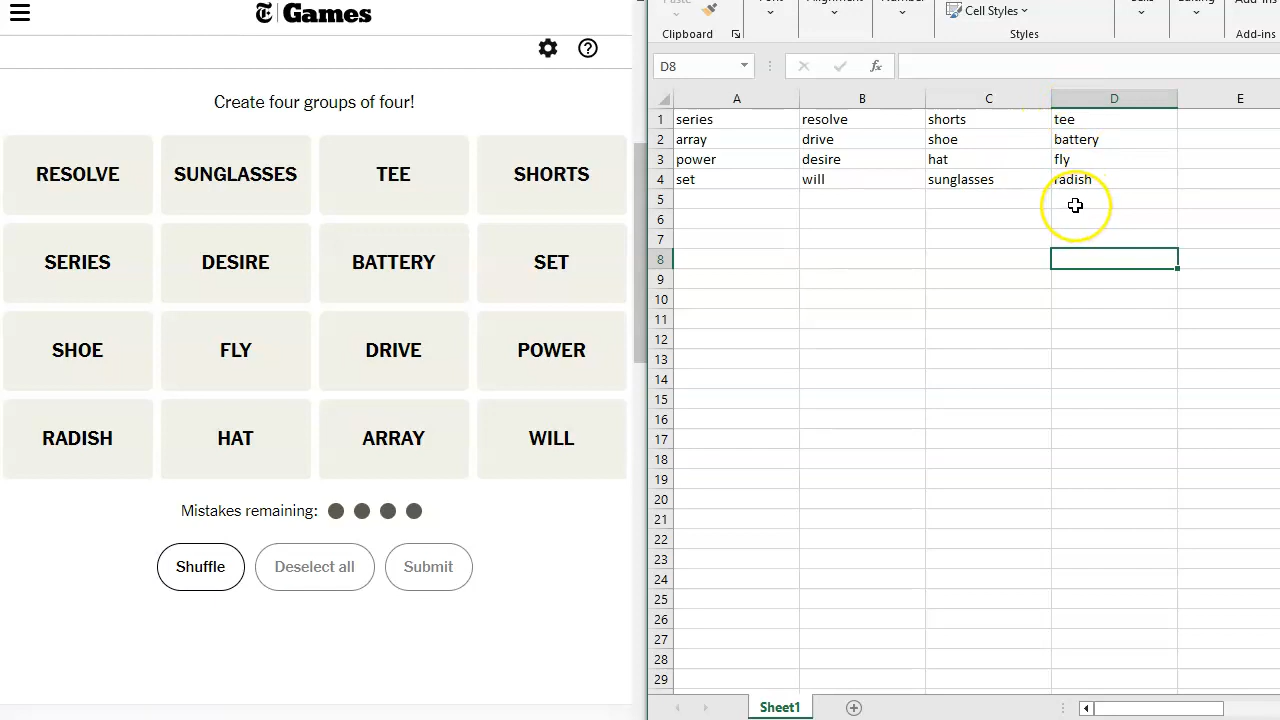 Games
Create four groups of four!
RESOLVE SUNGLASSES TEE SHORTS
SERIES DESIRE BATTERY SET
SHOE FLY DRIVE POWER
RADISH HAT ARRAY WILL
Mistakes remaining:
Shuffle Deselect all Submit
Cell Styles Add-ins
Clipboard Styles Add-ins
D8 fx
A B C D E
1 series resolve shorts tee
2 array drive shoe battery
3 power desire hat fly
4 set will sunglasses radish
5
6
7
8
9
10
11
12
13
14
15
16
17
18
19
20
21
22
23
24
25
26
27
28
29
Sheet1